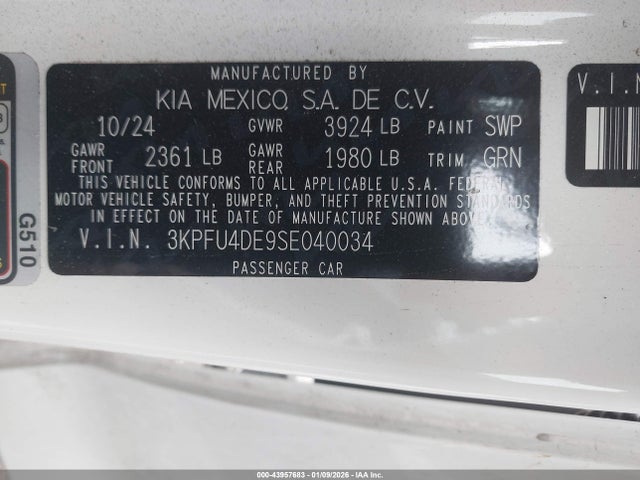 MANUFACTURED BY
KIA MEXICO, S.A. DE C.V.
10/24 GVWR 3924 LB PAINT SWP
GAWR FRONT 2361 LB GAWR REAR 1980 LB TRIM GRN
THIS VEHICLE CONFORMS TO ALL APPLICABLE U.S.A. FEDERAL
MOTOR VEHICLE SAFETY, BUMPER, AND THEFT PREVENTION STANDARDS
IN EFFECT ON THE DATE OF MANUFACTURE SHOWN ABOVE.
V.I.N. 3KPFU4DE9SE040034
PASSENGER CAR
G510
V.I.N
000-43957683 - 01/09/2026 - IAA Inc.